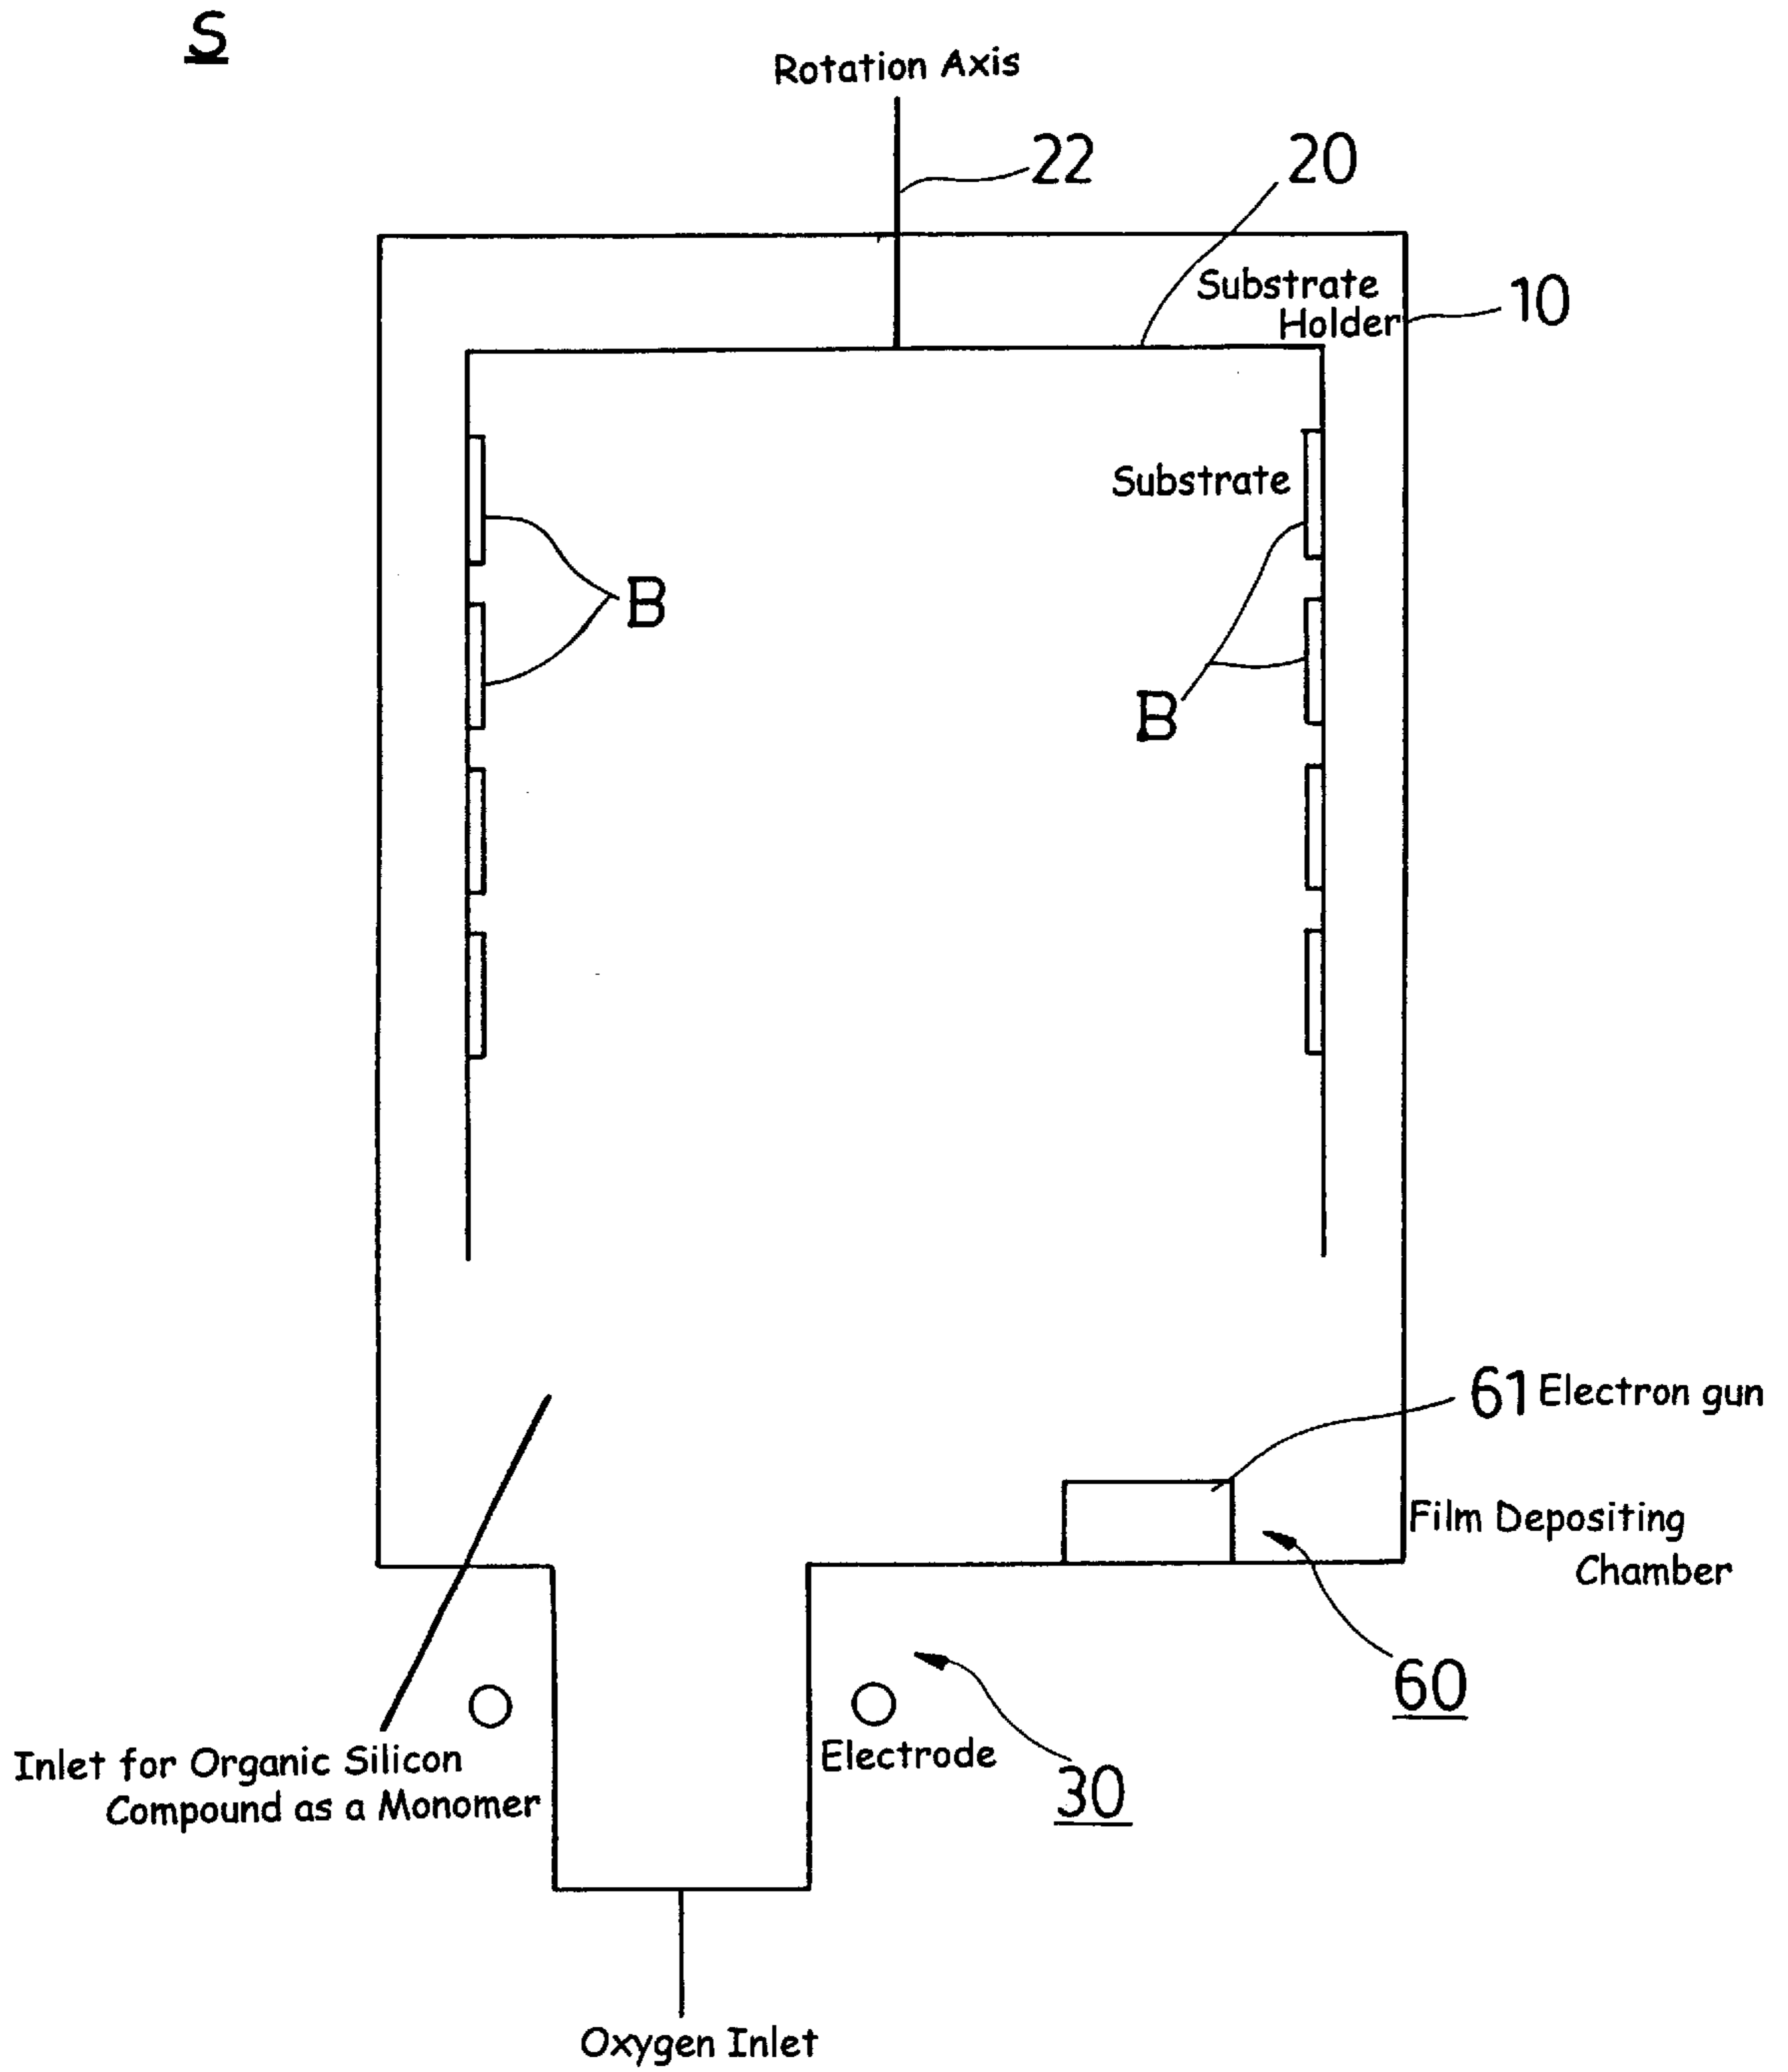 S
Rotation Axis
22
20
Substrate
Holder
10
Substrate
B
B
61 Electron gun
Film Depositing
Chamber
60
Electrode
30
Inlet for Organic Silicon
Compound as a Monomer
Oxygen Inlet